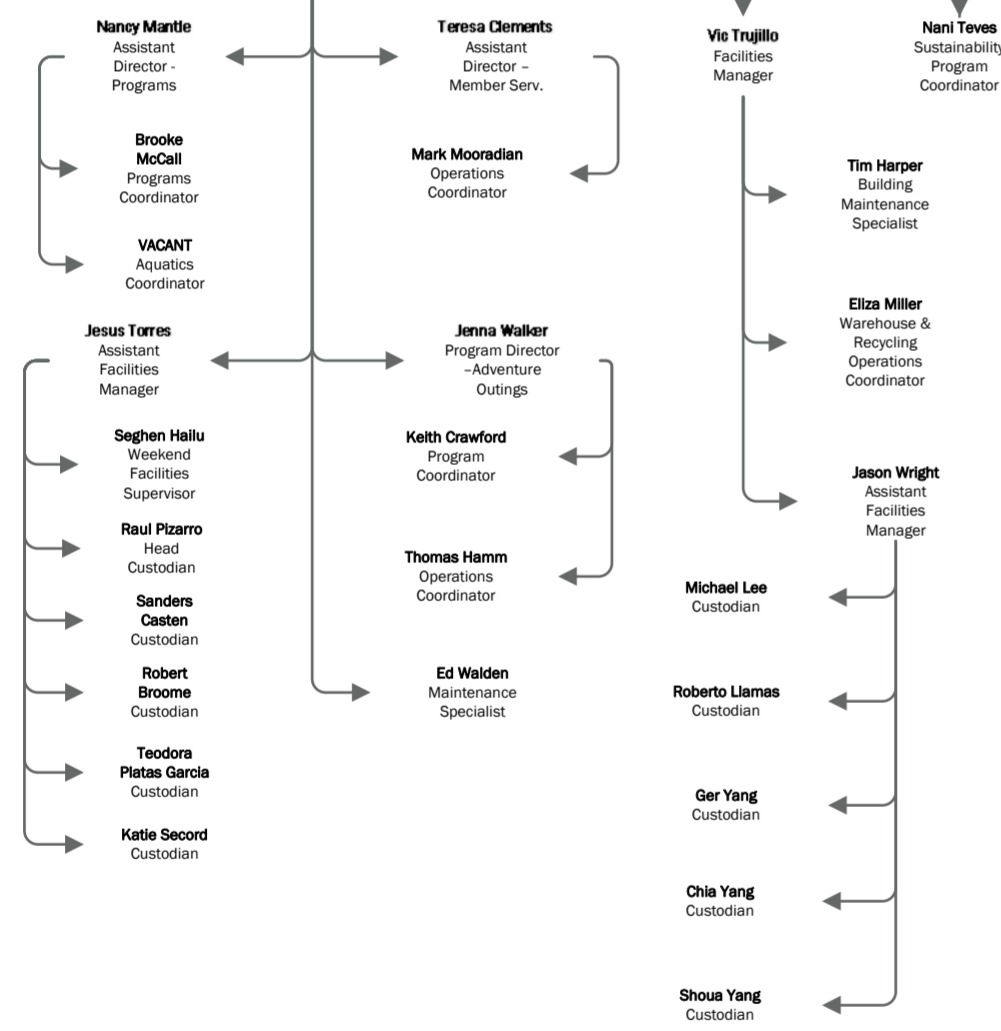 Nancy Mantle
Assistant
Director -
Programs
Brooke
McCall
Programs
Coordinator
VACANT
Aquatics
Coordinator
Teresa Clements
Assistant
Director –
Member Serv.
Mark Mooradian
Operations
Coordinator
Jesus Torres
Assistant
Facilities
Manager
Seghen Hailu
Weekend
Facilities
Supervisor
Raul Pizarro
Head
Custodian
Sanders
Casten
Custodian
Robert
Broome
Custodian
Teodora
Platas Garcia
Custodian
Katie Secord
Custodian
Jenna Walker
Program Director
–Adventure
Outings
Keith Crawford
Program
Coordinator
Thomas Hamm
Operations
Coordinator
Ed Walden
Maintenance
Specialist
Vic Trujillo
Facilities
Manager
Tim Harper
Building
Maintenance
Specialist
Eliza Miller
Warehouse &
Recycling
Operations
Coordinator
Jason Wright
Assistant
Facilities
Manager
Michael Lee
Custodian
Roberto Llamas
Custodian
Ger Yang
Custodian
Chia Yang
Custodian
Shoua Yang
Custodian
Nani Teves
Sustainability
Program
Coordinator